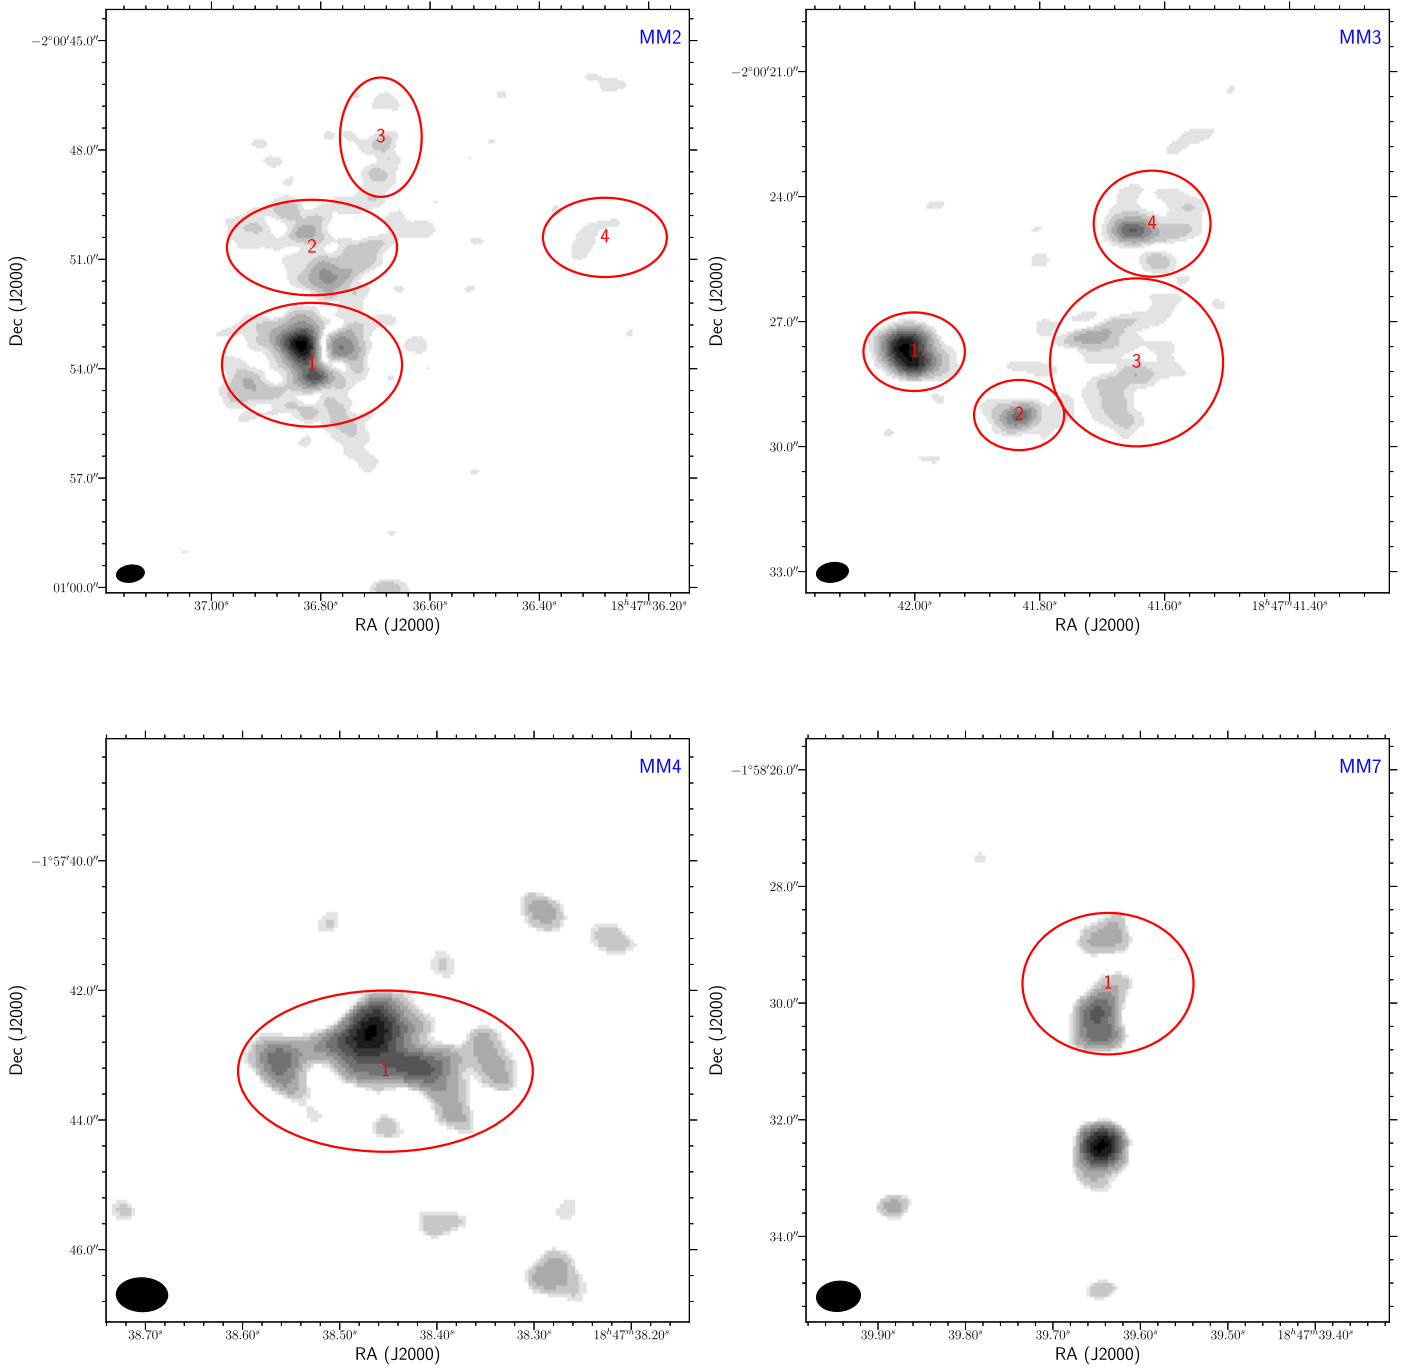 MM2
−2°00′45.0″
48.0″
51.0″
54.0″
57.0″
01′00.0″
Dec (J2000)
3
2
4
1
37.00ˢ 36.80ˢ 36.60ˢ 36.40ˢ 18ʰ47ᵐ36.20ˢ
RA (J2000)
MM3
−2°00′21.0″
24.0″
27.0″
30.0″
33.0″
Dec (J2000)
4
1
3
2
42.00ˢ 41.80ˢ 41.60ˢ 18ʰ47ᵐ41.40ˢ
RA (J2000)
MM4
−1°57′40.0″
42.0″
44.0″
46.0″
Dec (J2000)
1
38.70ˢ 38.60ˢ 38.50ˢ 38.40ˢ 38.30ˢ 18ʰ47ᵐ38.20ˢ
RA (J2000)
MM7
−1°58′26.0″
28.0″
30.0″
32.0″
34.0″
Dec (J2000)
1
39.90ˢ 39.80ˢ 39.70ˢ 39.60ˢ 39.50ˢ 18ʰ47ᵐ39.40ˢ
RA (J2000)